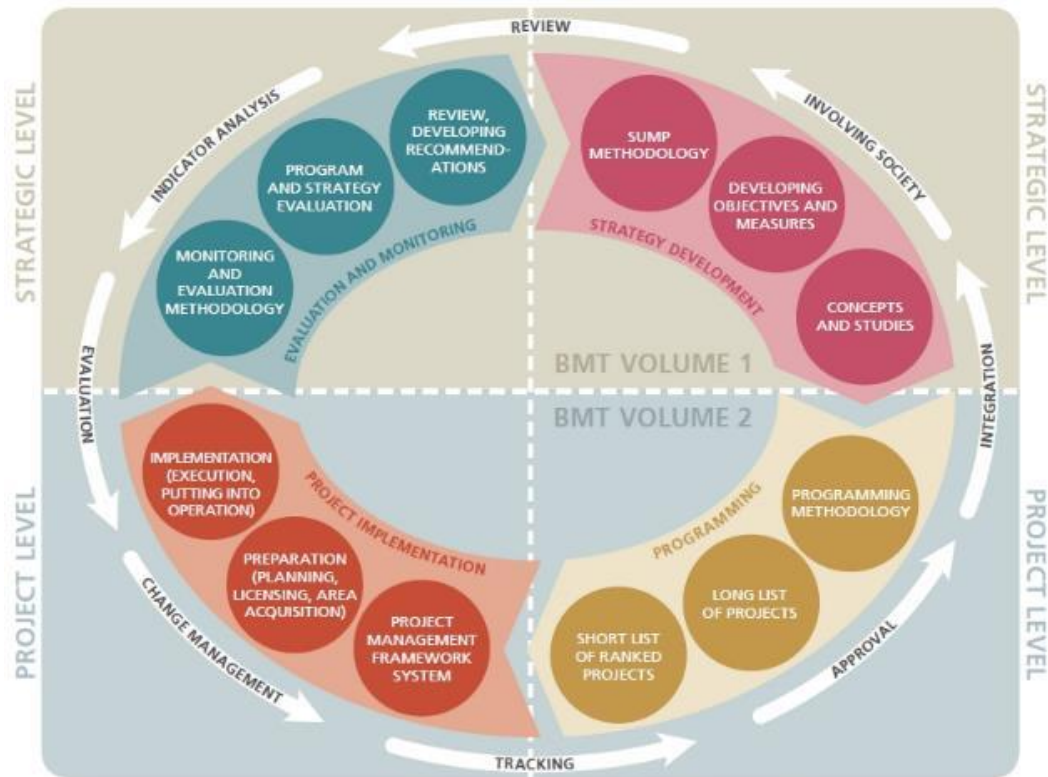 REVIEW
STRATEGIC LEVEL
STRATEGIC LEVEL
INDICATOR ANALYSIS
INVOLVING SOCIETY
REVIEW,
DEVELOPING
RECOMMEND-
ATIONS
PROGRAM
AND STRATEGY
EVALUATION
MONITORING
AND
EVALUATION
METHODOLOGY
EVALUATION AND MONITORING
SUMP
METHODOLOGY
DEVELOPING
OBJECTIVES AND
MEASURES
CONCEPTS
AND STUDIES
STRATEGY DEVELOPMENT
BMT VOLUME 1
BMT VOLUME 2
EVALUATION
INTEGRATION
PROJECT LEVEL
PROJECT LEVEL
IMPLEMENTATION
(EXECUTION,
PUTTING INTO
OPERATION)
PREPARATION
(PLANNING,
LICENSING, AREA
ACQUISITION)
PROJECT
MANAGEMENT
FRAMEWORK
SYSTEM
PROJECT IMPLEMENTATION
PROGRAMMING
PROGRAMMING
METHODOLOGY
LONG LIST
OF PROJECTS
SHORT LIST
OF RANKED
PROJECTS
CHANGE MANAGEMENT
APPROVAL
TRACKING